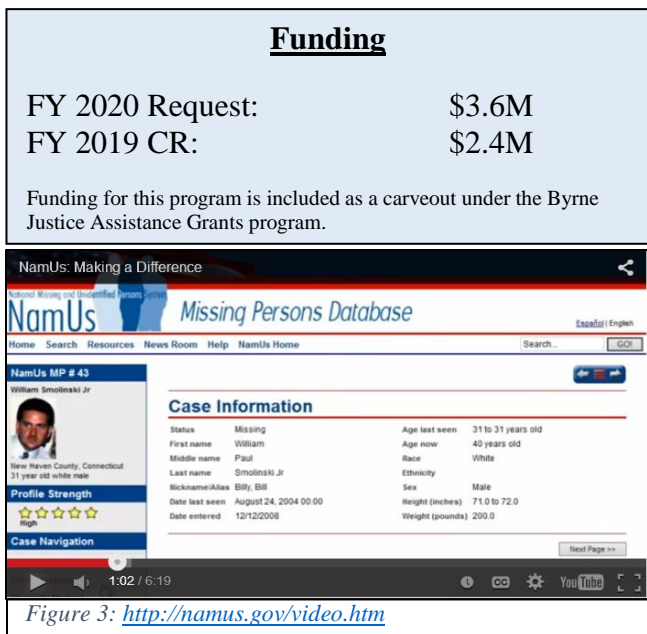 Funding
FY 2020 Request: $3.6M
FY 2019 CR: $2.4M
Funding for this program is included as a carveout under the Byrne
Justice Assistance Grants program.
NamUs: Making a Difference
National Missing and Unidentified Persons System
NamUs Missing Persons Database
Español | English
Home Search Resources News Room Help NamUs Home Search... GO!
NamUs MP # 43
William Smolinski Jr
New Haven County, Connecticut
31 year old white male
Profile Strength
High
Case Navigation
Case Information
Status Missing Age last seen 31 to 31 years old
First name William Age now 40 years old
Middle name Paul Race White
Last name Smolinski Jr Ethnicity
Nickname/Alias Billy, Bill Sex Male
Date last seen August 24, 2004 00:00 Height (inches) 71.0 to 72.0
Date entered 12/12/2008 Weight (pounds) 200.0
Next Page >>
1:02 / 6:19 CC YouTube
Figure 3: http://namus.gov/video.htm